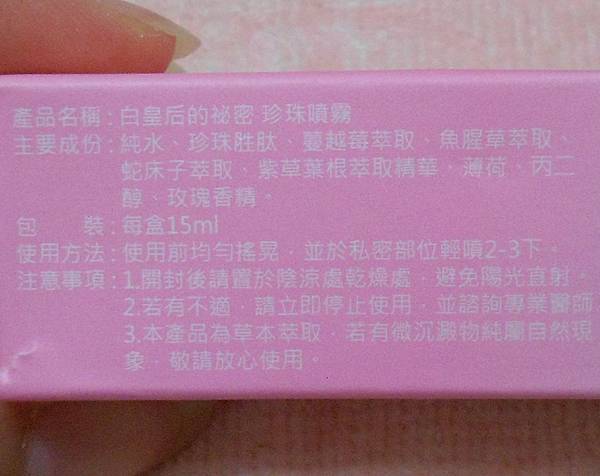 產品名稱：白皇后的祕密 珍珠噴霧
主要成份：純水、珍珠胜肽、蔓越莓萃取、魚腥草萃取、
蛇床子萃取、紫草葉根萃取精華、薄荷、丙二
醇、玫瑰香精。
包　　裝：每盒15ml
使用方法：使用前均勻搖晃，並於私密部位輕噴2-3下。
注意事項：1.開封後請置於陰涼處乾燥處，避免陽光直射。
2.若有不適，請立即停止使用，並諮詢專業醫師
3.本產品為草本萃取，若有微沉澱物純屬自然現
象，敬請放心使用。